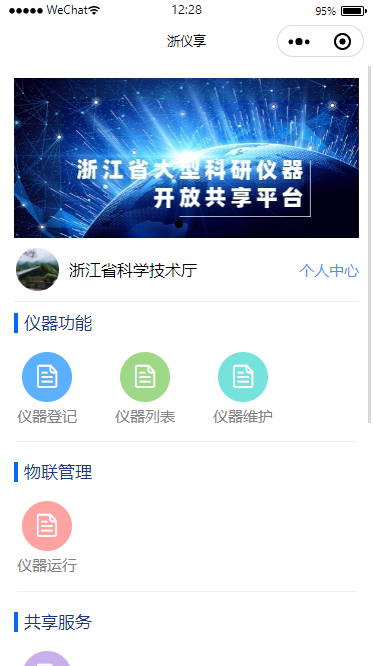 WeChat
12:28
95%
浙仪享
浙江省大型科研仪器
开放共享平台
浙江省科学技术厅
个人中心
仪器功能
仪器登记
仪器列表
仪器维护
物联管理
仪器运行
共享服务